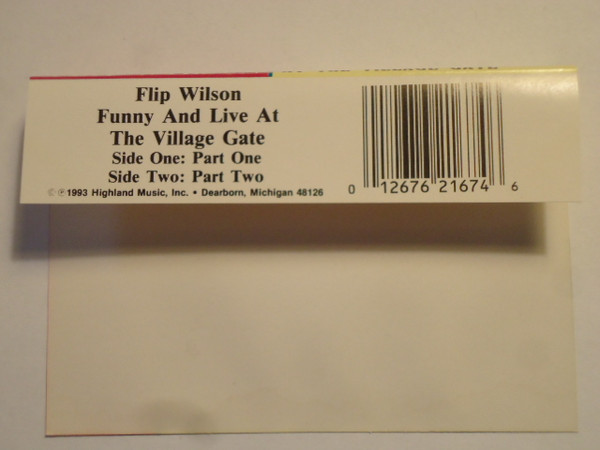 Flip Wilson
Funny And Live At
The Village Gate
Side One: Part One
Side Two: Part Two
© ℗ 1993 Highland Music, Inc. • Dearborn, Michigan 48126
0 12676 21674 6